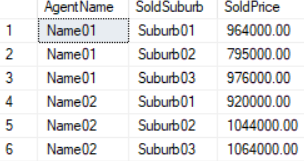 AgentName SoldSuburb SoldPrice
1 Name01 Suburb01 964000.00
2 Name01 Suburb02 795000.00
3 Name01 Suburb03 976000.00
4 Name02 Suburb01 920000.00
5 Name02 Suburb02 1044000.00
6 Name02 Suburb03 1064000.00